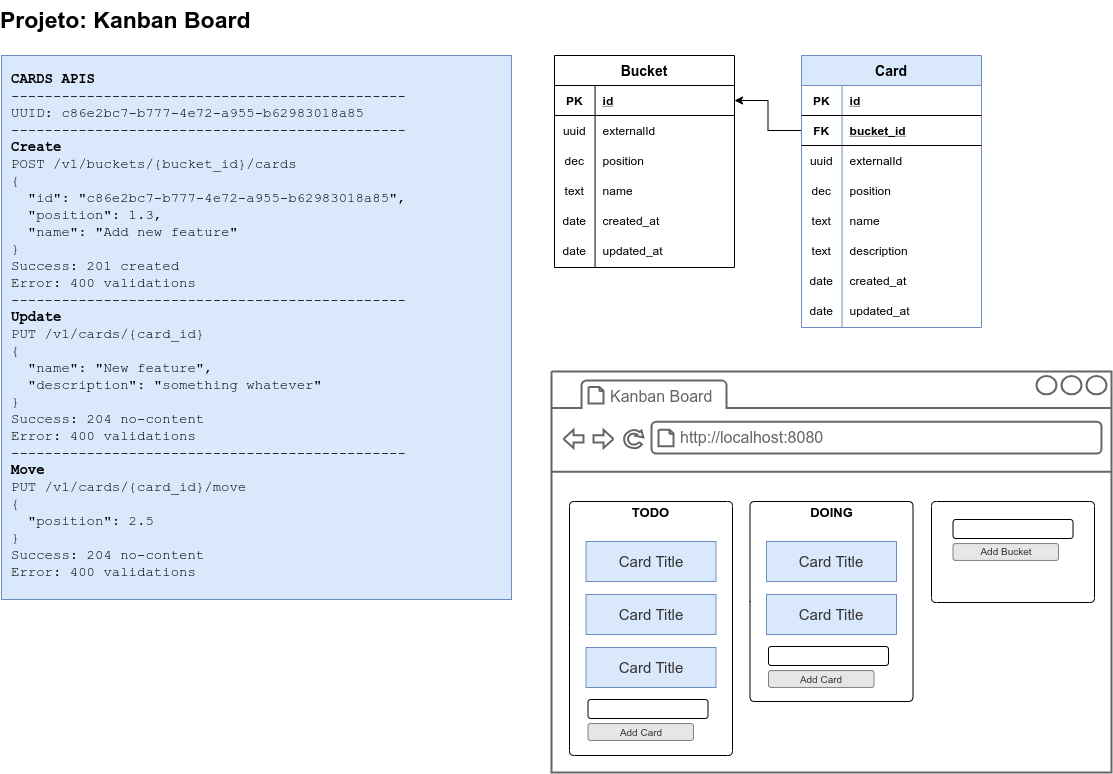 Projeto: Kanban Board
CARDS APIS
-----------------------------------------------
UUID: c86e2bc7-b777-4e72-a955-b62983018a85
-----------------------------------------------
Create
POST /v1/buckets/{bucket_id}/cards
{
  "id": "c86e2bc7-b777-4e72-a955-b62983018a85",
  "position": 1.3,
  "name": "Add new feature"
}
Success: 201 created
Error: 400 validations
-----------------------------------------------
Update
PUT /v1/cards/{card_id}
{
  "name": "New feature",
  "description": "something whatever"
}
Success: 204 no-content
Error: 400 validations
-----------------------------------------------
Move
PUT /v1/cards/{card_id}/move
{
  "position": 2.5
}
Success: 204 no-content
Error: 400 validations
Bucket
PK id
uuid externalId
dec position
text name
date created_at
date updated_at
Card
PK id
FK bucket_id
uuid externalId
dec position
text name
text description
date created_at
date updated_at
Kanban Board
http://localhost:8080
TODO
Card Title
Card Title
Card Title
Add Card
DOING
Card Title
Card Title
Add Card
Add Bucket